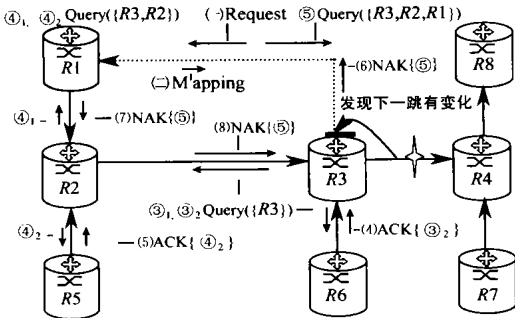 ④₁, ④₂ Query({R3,R2})
(一)Request
⑤Query({R3,R2,R1})
R1
(二)M'apping
(6)NAK{⑤}
R8
发现下一跳有变化
④₁
(7)NAK{⑤}
(8)NAK{⑤}
R2
R3
R4
③₁,③₂Query({R3})
④₂
(5)ACK{④₂}
(4)ACK{③₂}
R5
R6
R7